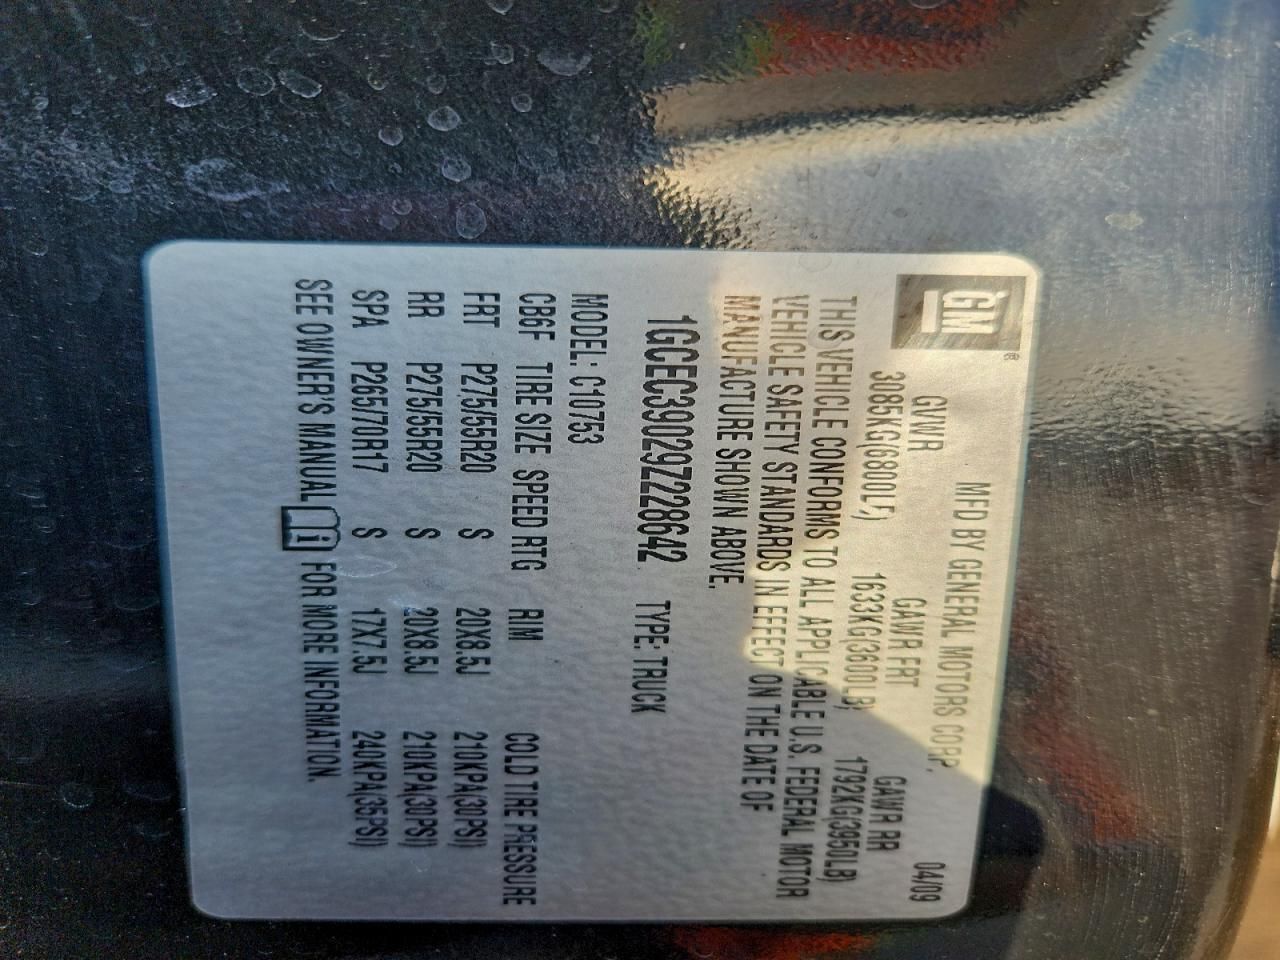 GM®
MFD BY GENERAL MOTORS CORP. 04/09
GVWR GAWR FRT GAWR RR
3085KG(6800LF) 1633KG(3600LB) 1792KG(3950LB)
THIS VEHICLE CONFORMS TO ALL APPLICABLE U.S. FEDERAL MOTOR
VEHICLE SAFETY STANDARDS IN EFFECT ON THE DATE OF
MANUFACTURE SHOWN ABOVE.
1GCEC39029Z228642 TYPE: TRUCK
MODEL: C10753
CB6F TIRE SIZE SPEED RTG RIM COLD TIRE PRESSURE
FRT P275/55R20 S 20X8.5J 210KPA(30PSI)
RR P275/55R20 S 20X8.5J 210KPA(30PSI)
SPA P265/70R17 S 17X7.5J 240KPA(35PSI)
SEE OWNER'S MANUAL i FOR MORE INFORMATION.